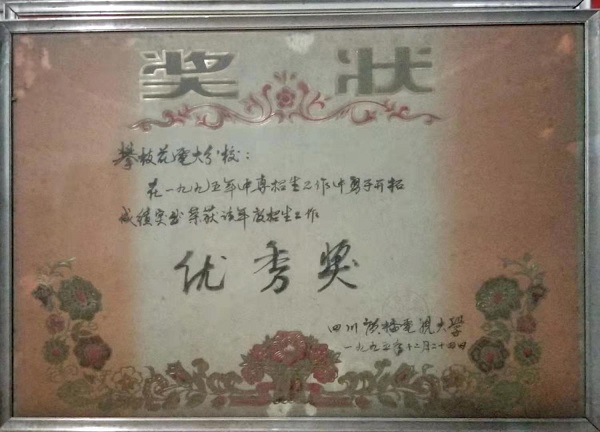 奖状
攀枝花电大分校：
在一九九五年中专招生工作中勇于开拓
成绩突出荣获该年度招生工作
优秀奖
四川广播电视大学
一九九五年十二月二十四日